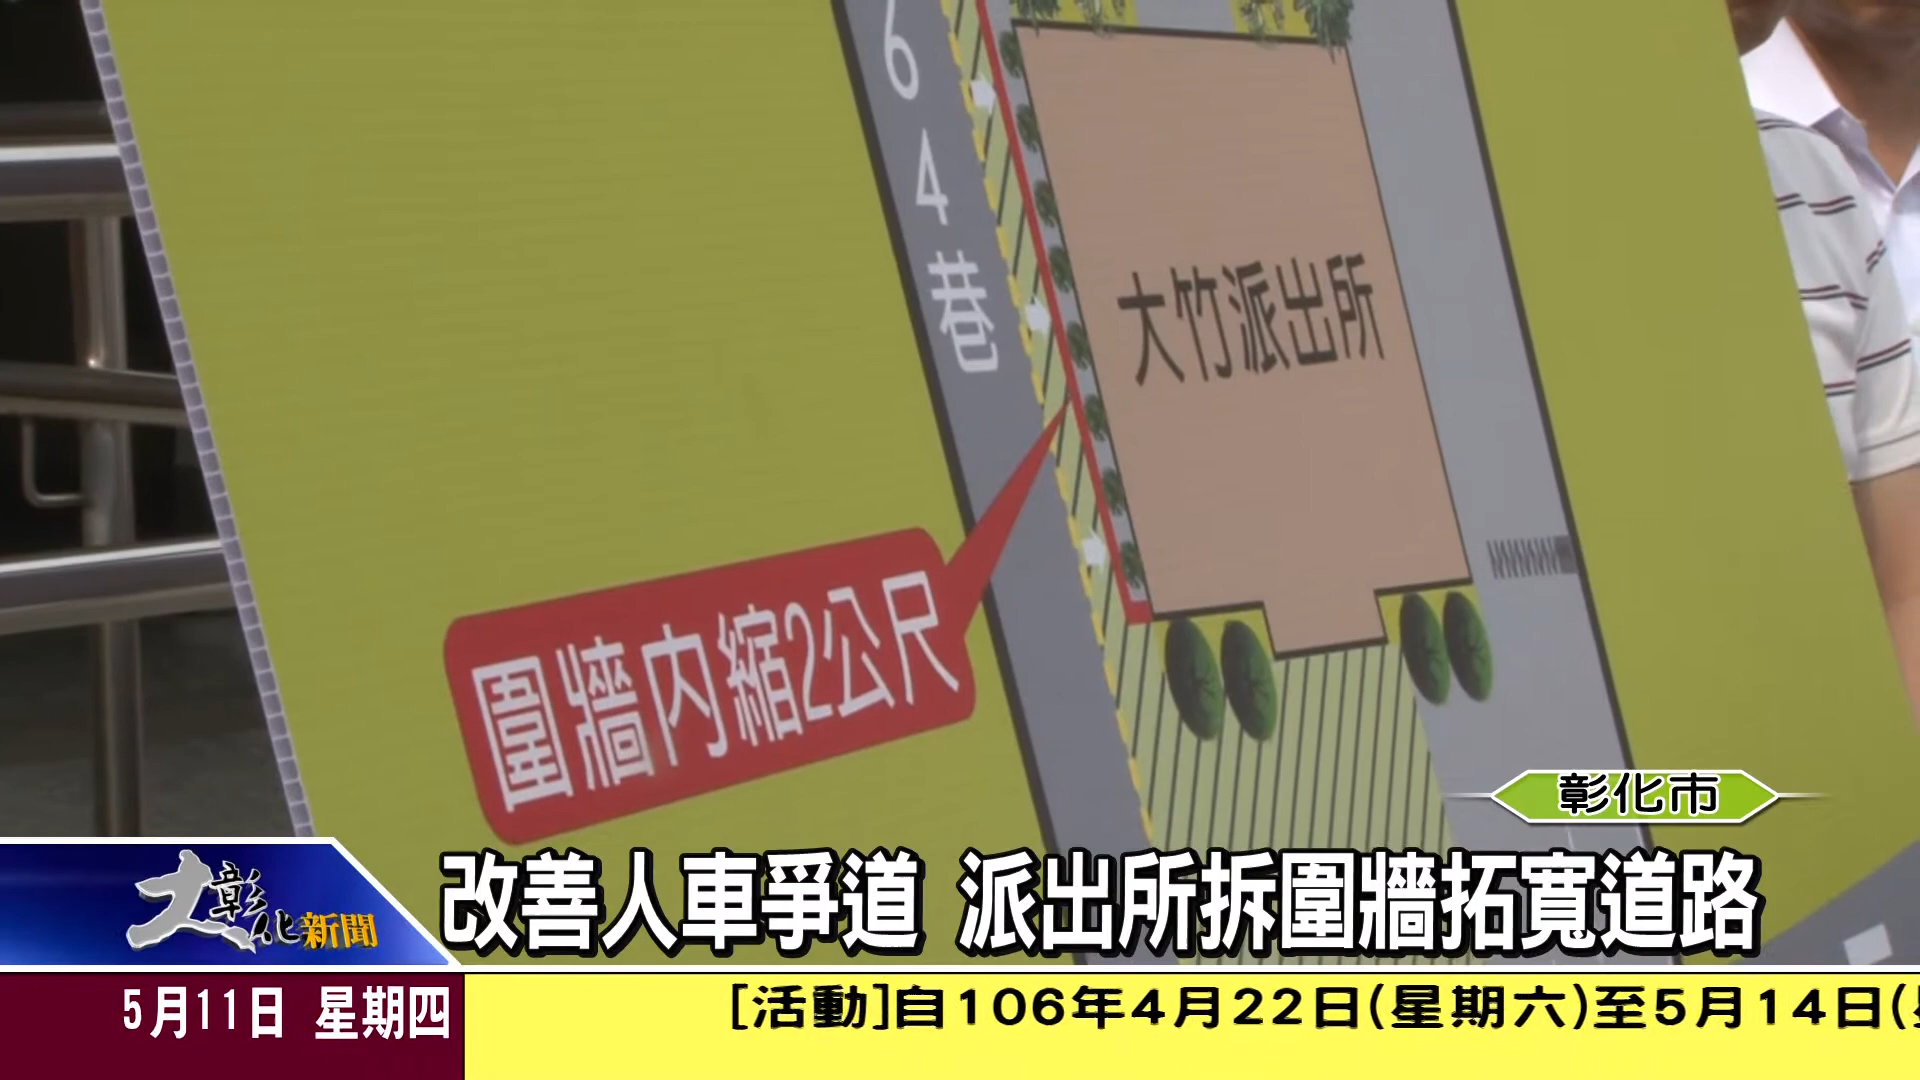 64巷
大竹派出所
圍牆內縮2公尺
彰化市
大彰化新聞
改善人車爭道 派出所拆圍牆拓寬道路
5月11日 星期四
[活動]自106年4月22日(星期六)至5月14日(